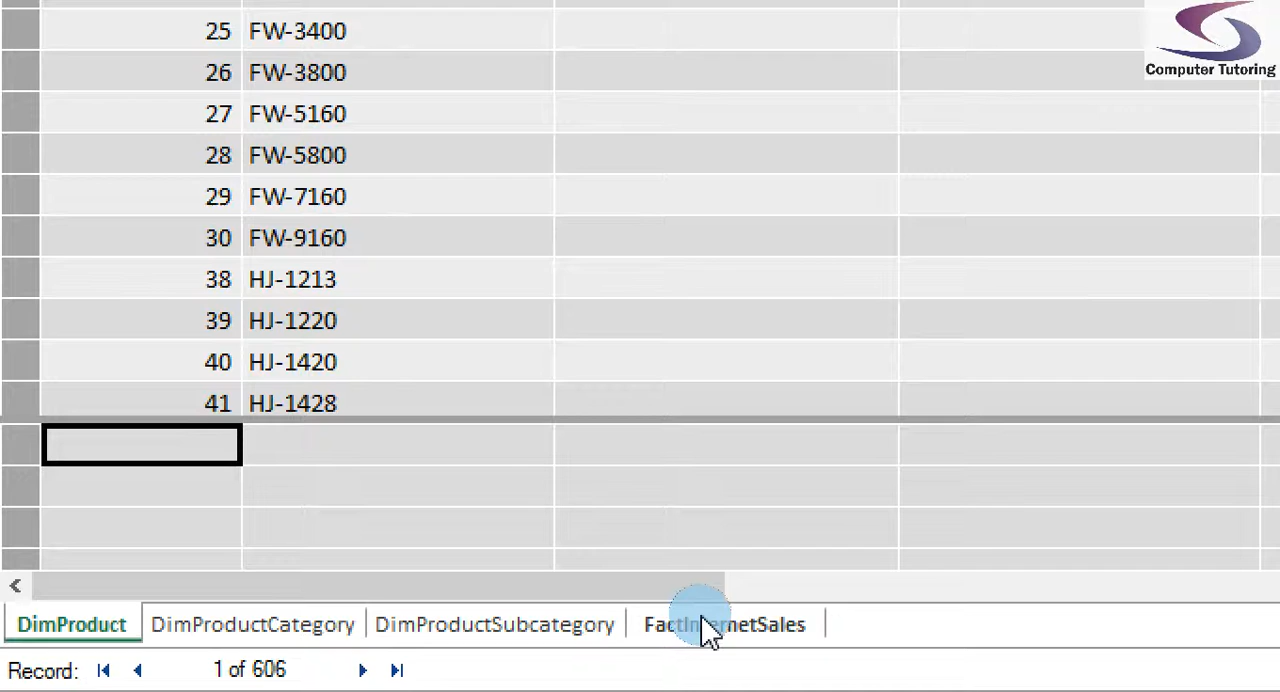 Computer Tutoring
25 FW-3400
26 FW-3800
27 FW-5160
28 FW-5800
29 FW-7160
30 FW-9160
38 HJ-1213
39 HJ-1220
40 HJ-1420
41 HJ-1428
DimProduct DimProductCategory DimProductSubcategory FactInternetSales
Record: 1 of 606